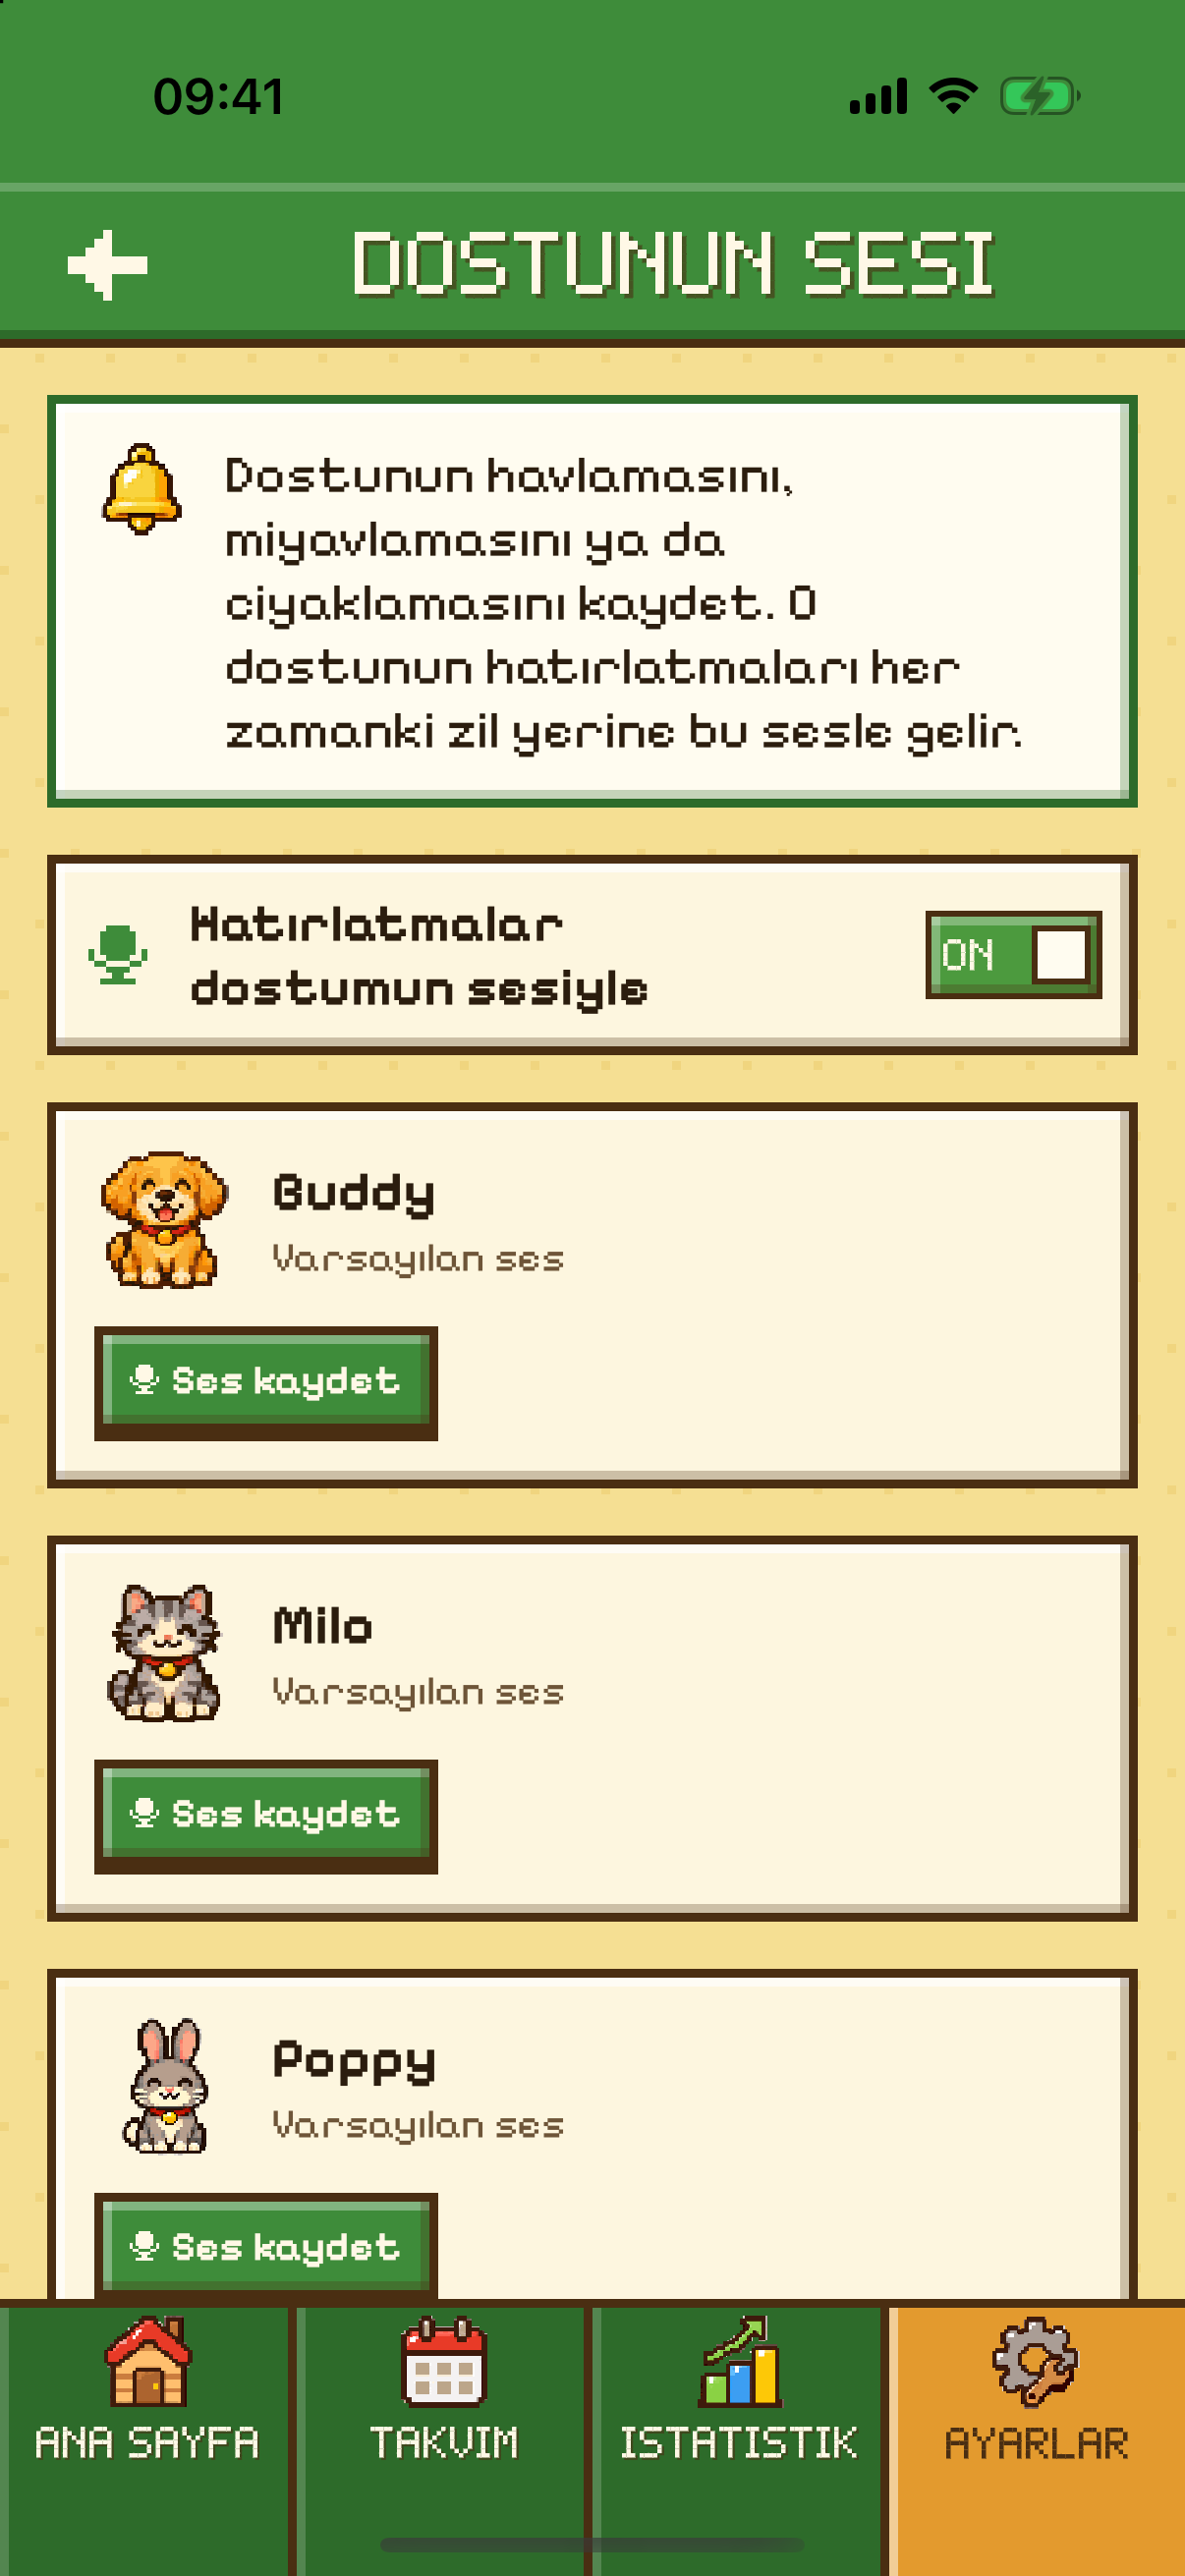 09:41
DOSTUNUN SESI
Dostunun havlamasını,
miyavlamasını ya da
ciyaklamasını kaydet. O
dostunun hatırlatmaları her
zamanki zil yerine bu sesle gelir.
Hatırlatmalar
dostumun sesiyle
ON
Buddy
Varsayılan ses
Ses kaydet
Milo
Varsayılan ses
Ses kaydet
Poppy
Varsayılan ses
Ses kaydet
ANA SAYFA
TAKVIM
ISTATISTIK
AYARLAR